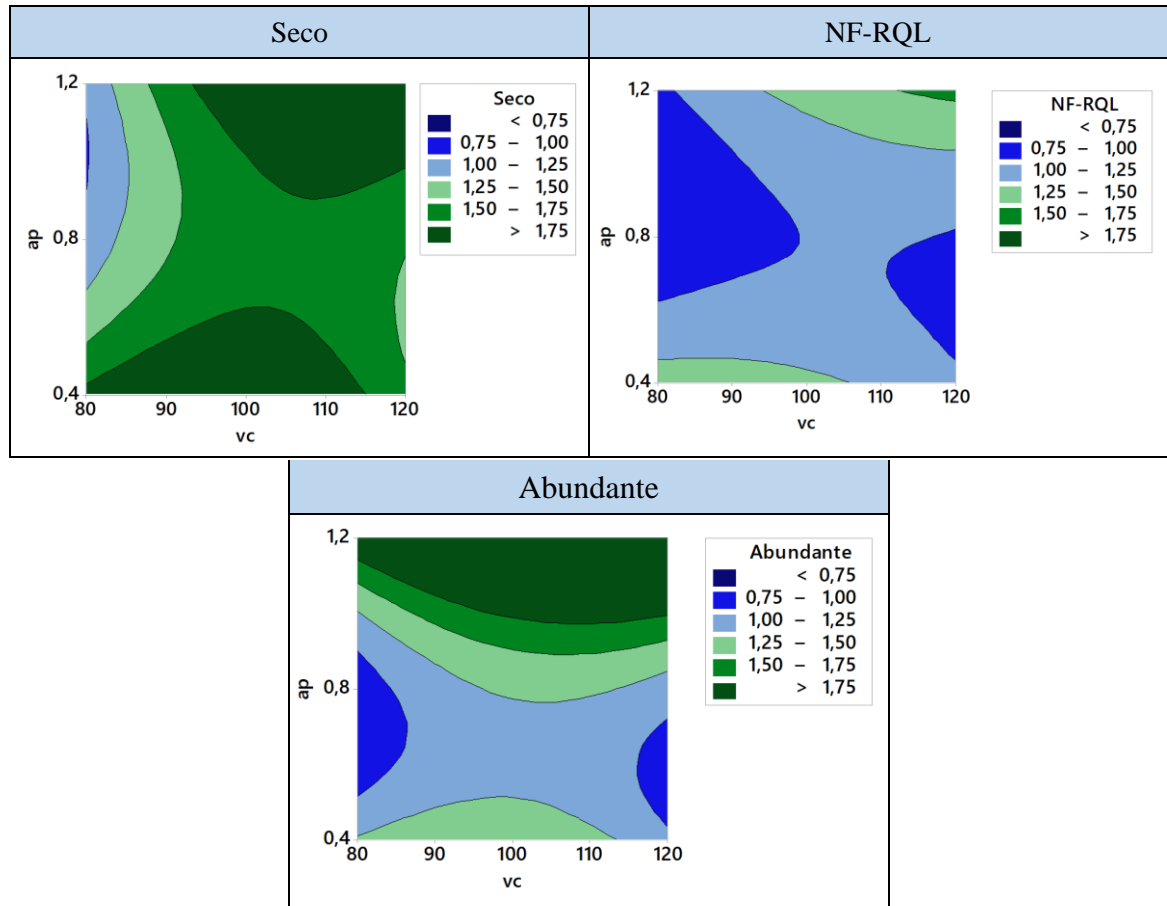 Seco
NF-RQL
1,2
0,8
0,4
ap
80 90 100 110 120
vc
Seco
< 0,75
0,75 – 1,00
1,00 – 1,25
1,25 – 1,50
1,50 – 1,75
> 1,75
1,2
0,8
0,4
ap
80 90 100 110 120
vc
NF-RQL
< 0,75
0,75 – 1,00
1,00 – 1,25
1,25 – 1,50
1,50 – 1,75
> 1,75
Abundante
1,2
0,8
0,4
ap
80 90 100 110 120
vc
Abundante
< 0,75
0,75 – 1,00
1,00 – 1,25
1,25 – 1,50
1,50 – 1,75
> 1,75